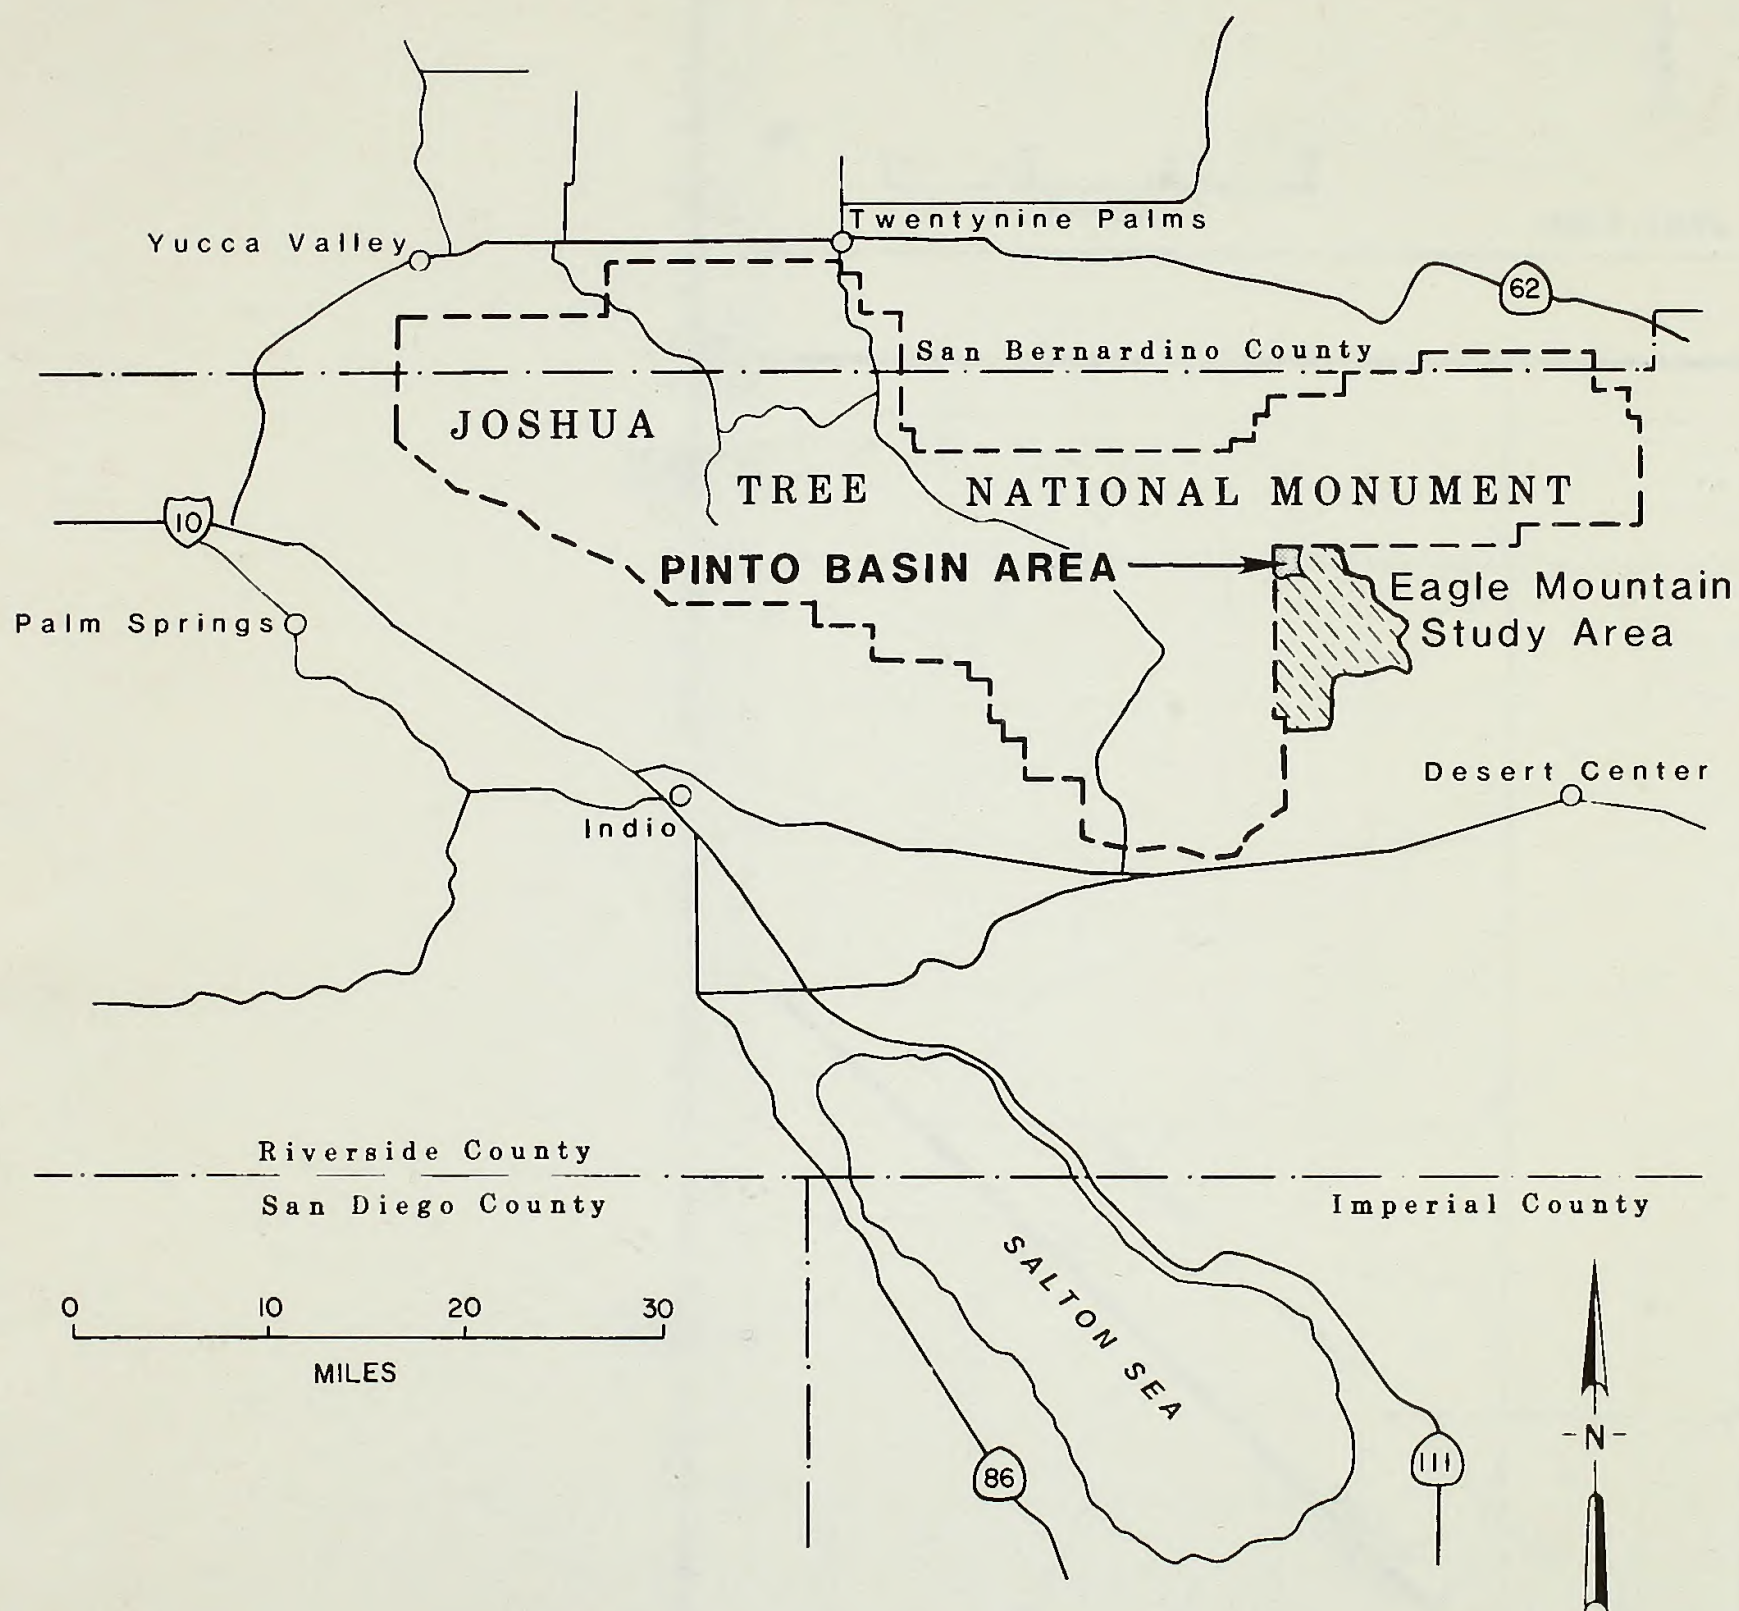 Twentynine Palms
Yucca Valley
62
San Bernardino County
JOSHUA
TREE NATIONAL MONUMENT
10
PINTO BASIN AREA
Eagle Mountain
Study Area
Palm Springs
Desert Center
Indio
Riverside County
San Diego County
Imperial County
SALTON SEA
0 10 20 30
MILES
N
86
111